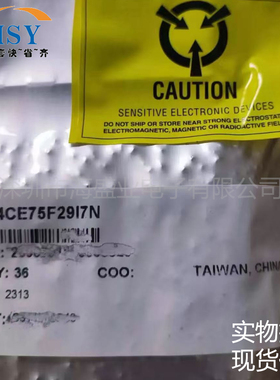 HSY
CAUTION
SENSITIVE ELECTRONIC DEVICES
DO NOT SHIP OR STORE NEAR STRONG ELECTROSTATIC
ELECTROMAGNETIC, MAGNETIC OR RADIOACTIVE FIELDS
4CE75F29I7N
Y: 36
COO:
TAIWAN, CHINA
2313
实物
现货